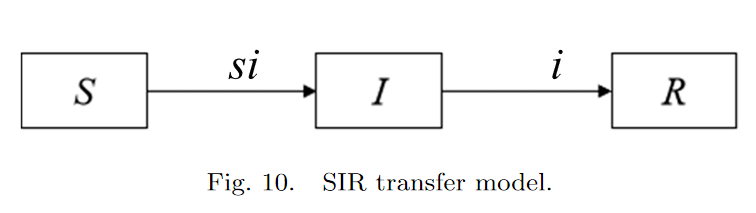 si i
S I R
Fig. 10. SIR transfer model.